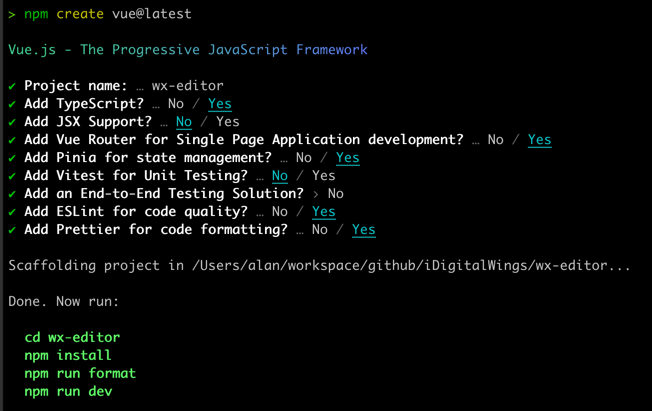 > npm create vue@latest
Vue.js - The Progressive JavaScript Framework
✔ Project name: … wx-editor
✔ Add TypeScript? … No / Yes
✔ Add JSX Support? … No / Yes
✔ Add Vue Router for Single Page Application development? … No / Yes
✔ Add Pinia for state management? … No / Yes
✔ Add Vitest for Unit Testing? … No / Yes
✔ Add an End-to-End Testing Solution? › No
✔ Add ESLint for code quality? … No / Yes
✔ Add Prettier for code formatting? … No / Yes
Scaffolding project in /Users/alan/workspace/github/iDigitalWings/wx-editor...
Done. Now run:
cd wx-editor
npm install
npm run format
npm run dev